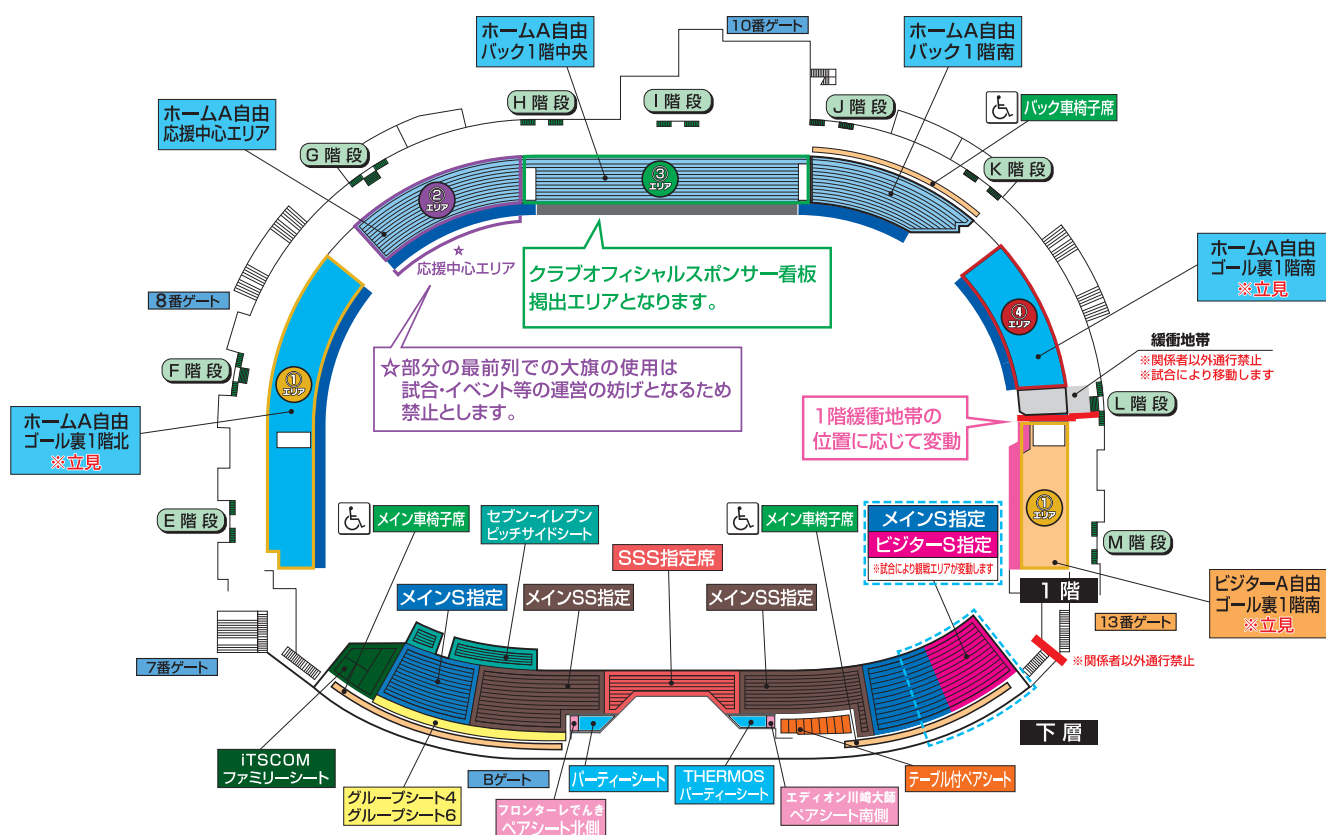 ホームA自由
バック1階中央
10番ゲート
ホームA自由
バック1階南
ホームA自由
応援中心エリア
H階段
I階段
J階段
バック車椅子席
G階段
K階段
②
エリア
③
エリア
☆
応援中心エリア
クラブオフィシャルスポンサー看板
掲出エリアとなります。
ホームA自由
ゴール裏1階南
※立見
8番ゲート
④
エリア
緩衝地帯
※関係者以外通行禁止
※試合により移動します
F階段
①
エリア
☆部分の最前列での大旗の使用は
試合・イベント等の運営の妨げとなるため
禁止とします。
L階段
ホームA自由
ゴール裏1階北
※立見
1階緩衝地帯の
位置に応じて変動
E階段
メイン車椅子席
セブン-イレブン
ピッチサイドシート
メイン車椅子席
メインS指定
ビジターS指定
※試合により観戦エリアが変動します
①
エリア
M階段
SSS指定席
メインS指定
メインSS指定
メインSS指定
1階
ビジターA自由
ゴール裏1階南
※立見
13番ゲート
7番ゲート
※関係者以外通行禁止
下層
iTSCOM
ファミリーシート
グループシート4
グループシート6
Bゲート
フロンターレでんき
ペアシート北側
パーティーシート
THERMOS
パーティーシート
エディオン川崎大師
ペアシート南側
テーブル付ペアシート